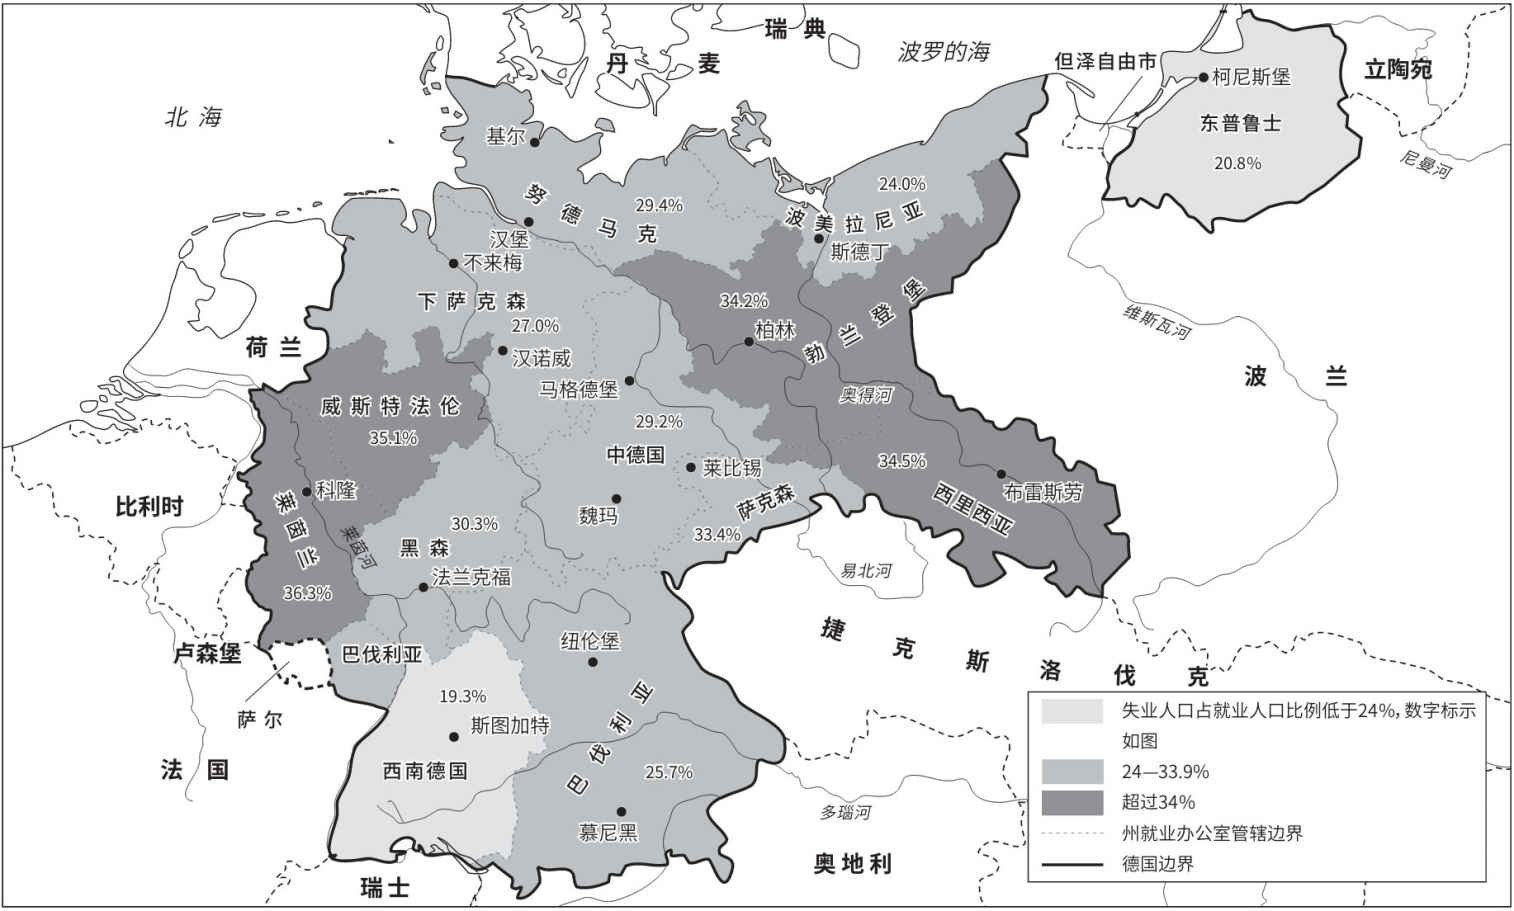 瑞典
丹麦
波罗的海
但泽自由市
立陶宛
柯尼斯堡
北海
东普鲁士
基尔
20.8%
尼曼河
24.0%
努德马克
29.4%
波美拉尼亚
汉堡
斯德丁
不来梅
下萨克森
34.2%
勃兰登堡
27.0%
柏林
维斯瓦河
荷兰
汉诺威
马格德堡
波兰
奥得河
威斯特法伦
35.1%
29.2%
中德国
34.5%
莱比锡
科隆
布雷斯劳
比利时
莱茵兰
魏玛
萨克森
西里西亚
30.3%
33.4%
莱茵河
黑森
易北河
法兰克福
36.3%
捷克斯洛伐克
卢森堡
巴伐利亚
纽伦堡
19.3%
萨尔
斯图加特
巴伐利亚
法国
西南德国
25.7%
多瑙河
慕尼黑
奥地利
瑞士
失业人口占就业人口比例低于24%,数字标示
如图
24—33.9%
超过34%
州就业办公室管辖边界
德国边界